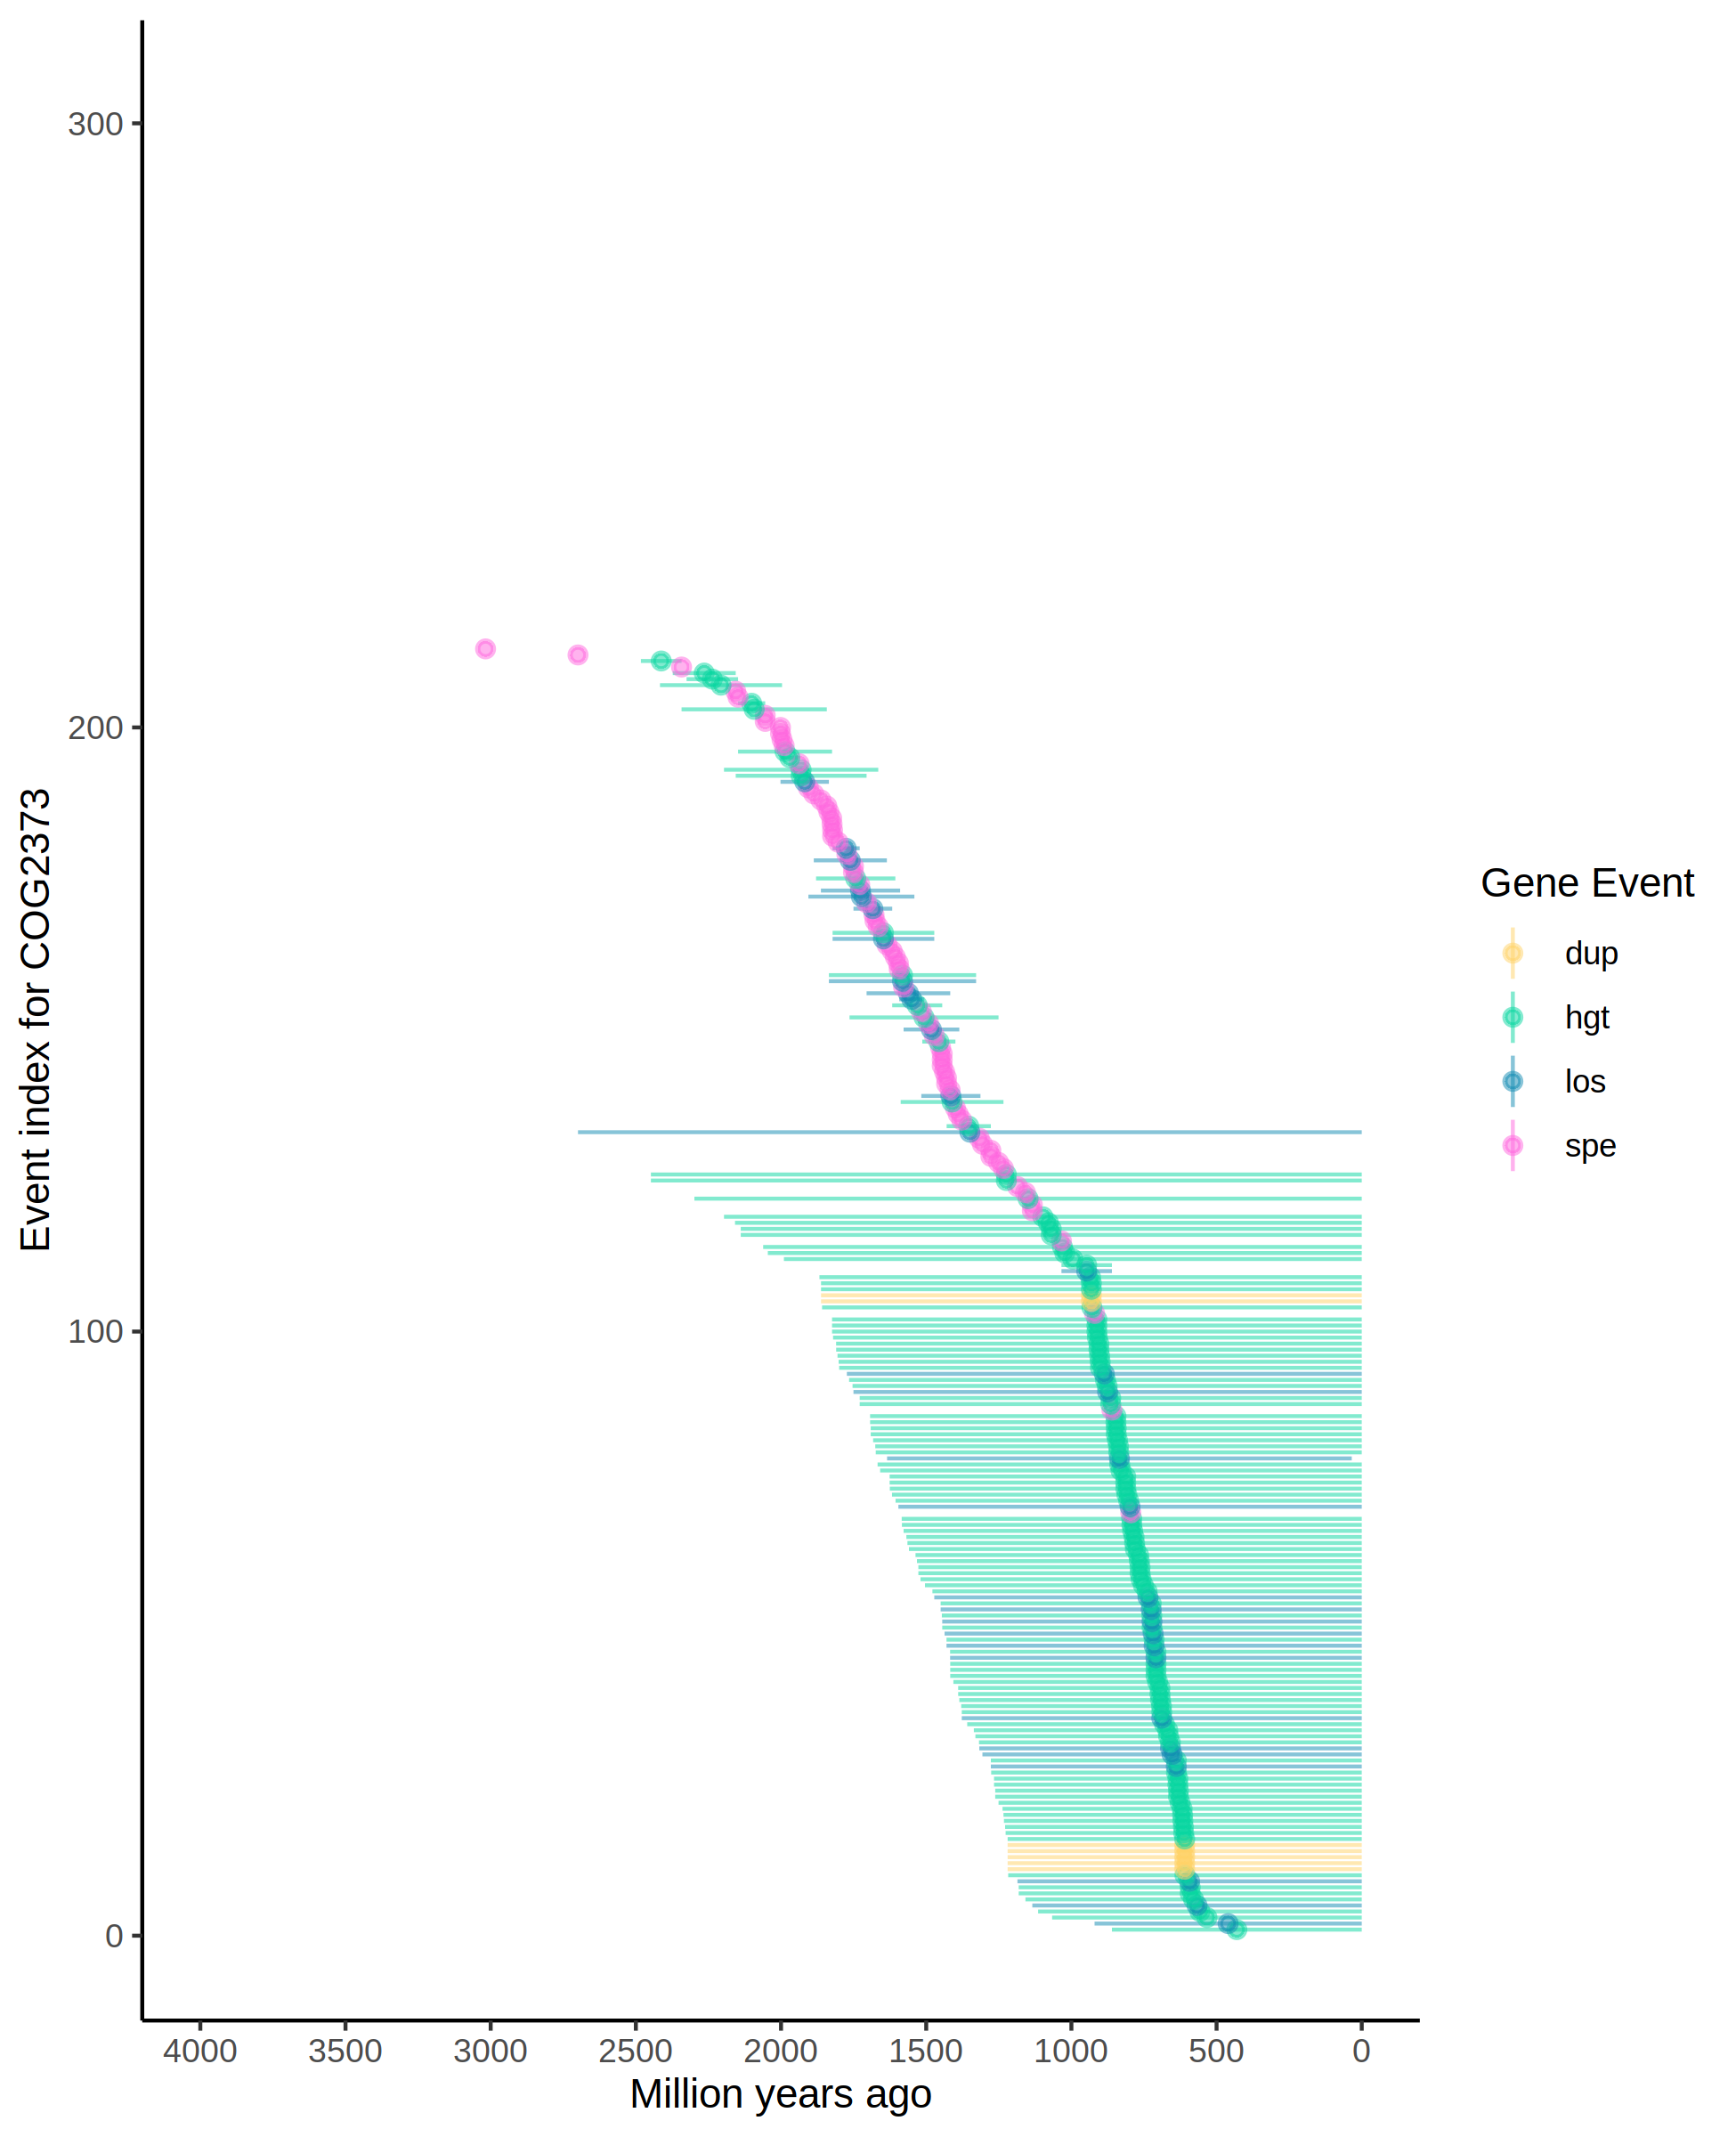 300
200
100
0
Event index for COG2373
4000 3500 3000 2500 2000 1500 1000 500 0
Million years ago
Gene Event
dup
hgt
los
spe